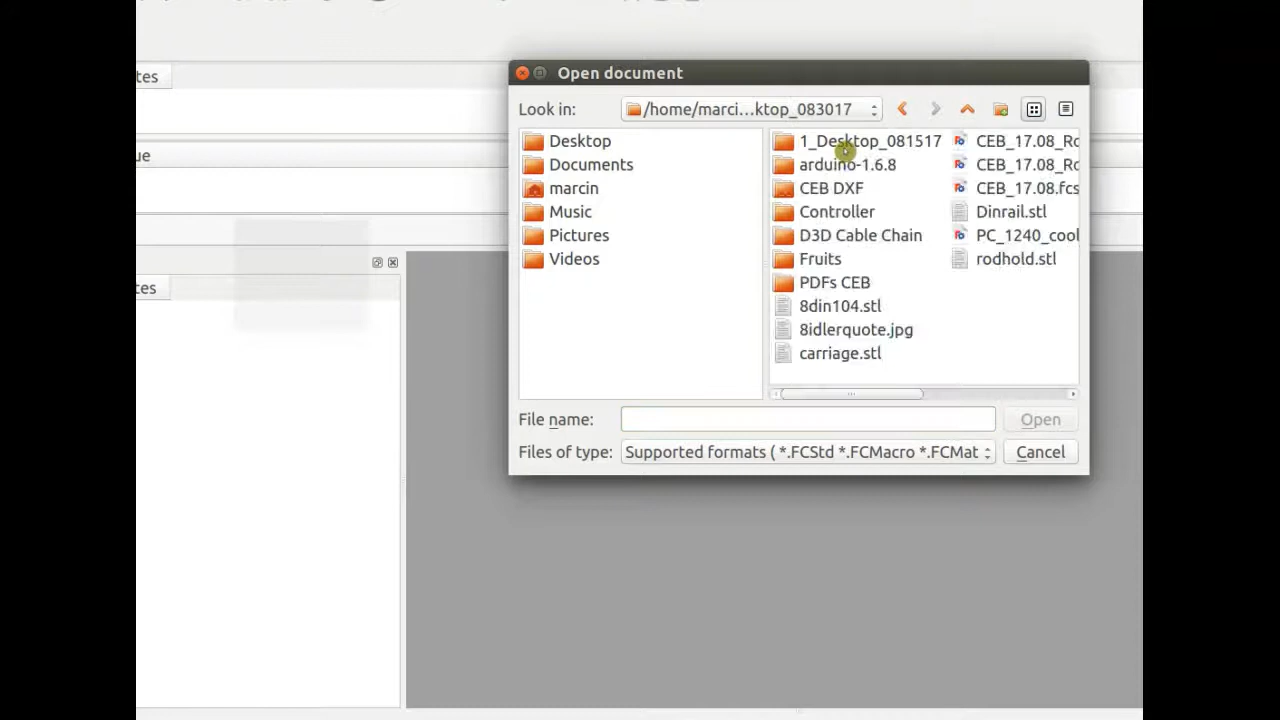 Open document
tes
Look in: /home/marci...ktop_083017
ue
tes
Desktop
Documents
marcin
Music
Pictures
Videos
1_Desktop_081517
arduino-1.6.8
CEB DXF
Controller
D3D Cable Chain
Fruits
PDFs CEB
8din104.stl
8idlerquote.jpg
carriage.stl
CEB_17.08_Ro
CEB_17.08_Ro
CEB_17.08.fcs
Dinrail.stl
PC_1240_cool
rodhold.stl
File name: Open
Files of type: Supported formats ( *.FCStd *.FCMacro *.FCMat Cancel